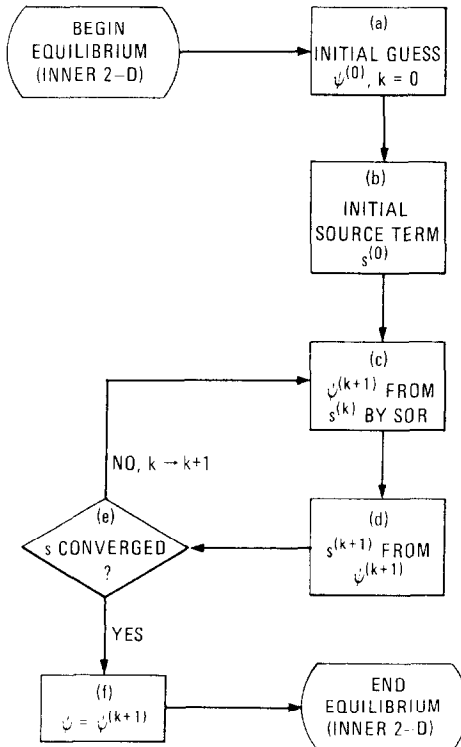 BEGIN
EQUILIBRIUM
(INNER 2-D)
(a)
INITIAL GUESS
ψ(0), k = 0
(b)
INITIAL
SOURCE TERM
s(0)
(c)
ψ(k+1) FROM
s(k) BY SOR
NO, k → k+1
(d)
s(k+1) FROM
ψ(k+1)
(e)
s CONVERGED
?
YES
(f)
ψ = ψ(k+1)
END
EQUILIBRIUM
(INNER 2-D)